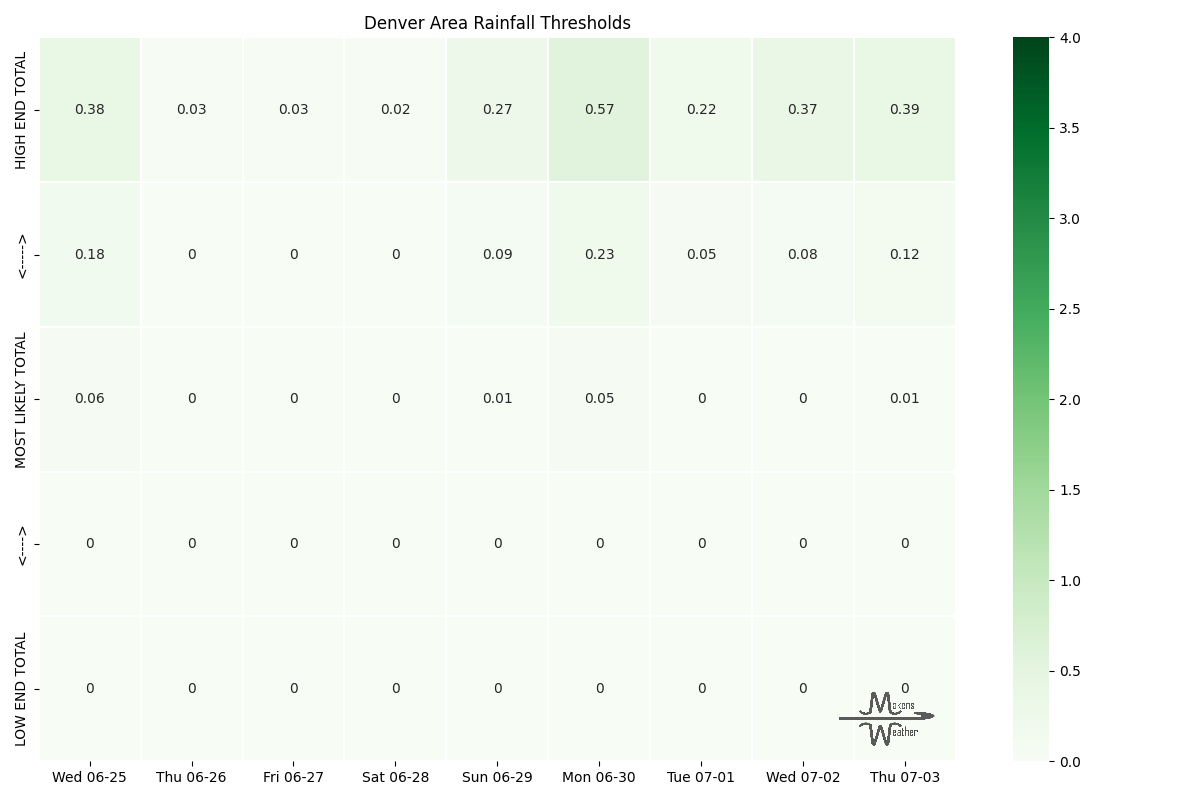 Denver Area Rainfall Thresholds
HIGH END TOTAL 0.38 0.03 0.03 0.02 0.27 0.57 0.22 0.37 0.39
<-----> 0.18 0 0 0 0.09 0.23 0.05 0.08 0.12
MOST LIKELY TOTAL 0.06 0 0 0 0.01 0.05 0 0 0.01
<----> 0 0 0 0 0 0 0 0 0
LOW END TOTAL 0 0 0 0 0 0 0 0 0
Makens
Weather
Wed 06-25 Thu 06-26 Fri 06-27 Sat 06-28 Sun 06-29 Mon 06-30 Tue 07-01 Wed 07-02 Thu 07-03
4.0
3.5
3.0
2.5
2.0
1.5
1.0
0.5
0.0